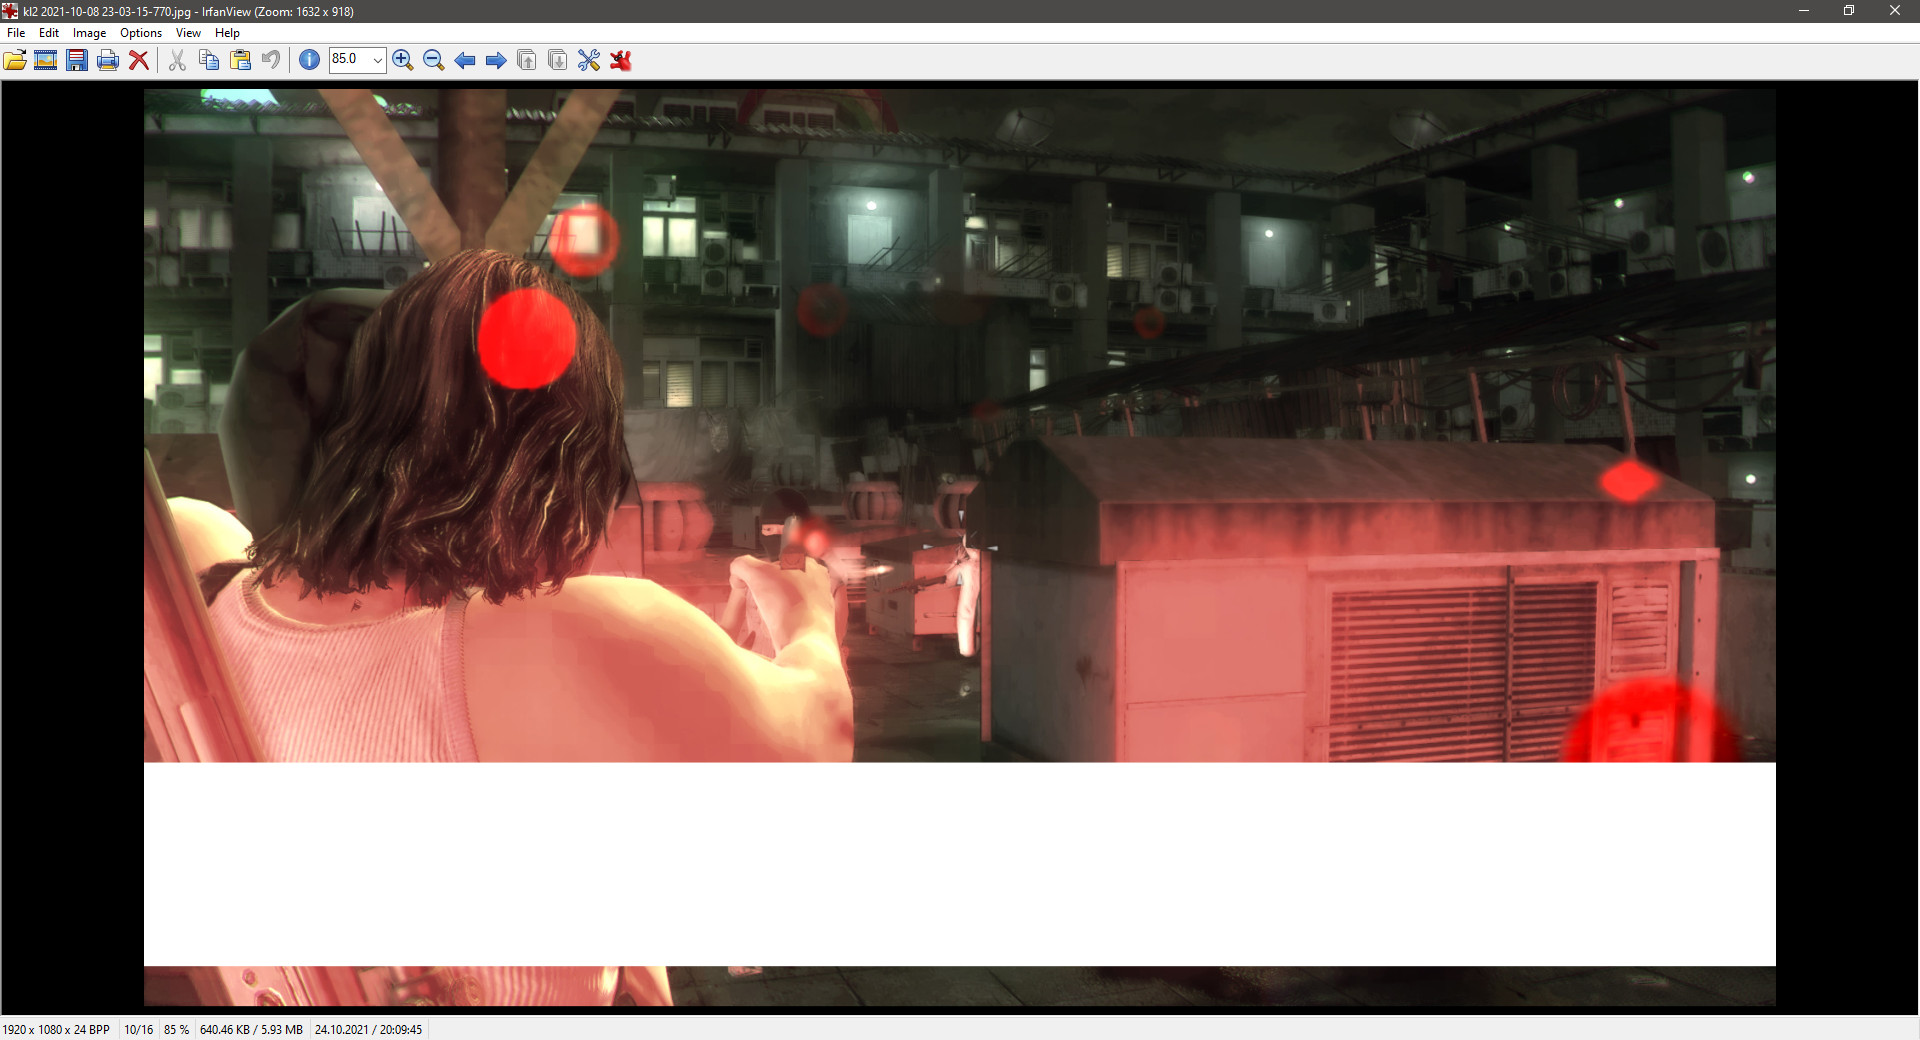 kl2 2021-10-08 23-03-15-770.jpg - IrfanView (Zoom: 1632 x 918)
File Edit Image Options View Help
85.0
1920 x 1080 x 24 BPP 10/16 85 % 640.46 KB / 5.93 MB 24.10.2021 / 20:09:45